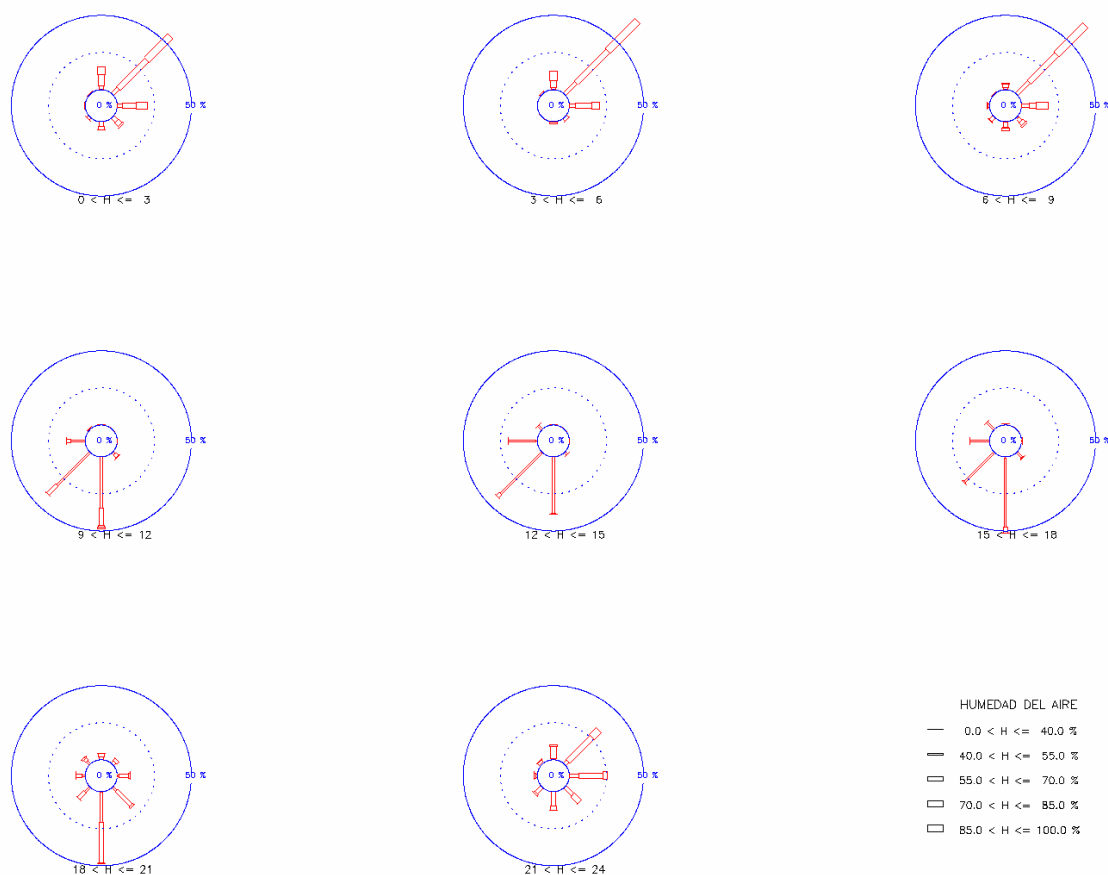 0 % 50 %
0 < H <= 3
0 % 50 %
3 < H <= 6
0 % 50 %
6 < H <= 9
0 % 50 %
9 < H <= 12
0 % 50 %
12 < H <= 15
0 % 50 %
15 < H <= 18
0 % 50 %
18 < H <= 21
0 % 50 %
21 < H <= 24
HUMEDAD DEL AIRE
0.0 < H <= 40.0 %
40.0 < H <= 55.0 %
55.0 < H <= 70.0 %
70.0 < H <= 85.0 %
85.0 < H <= 100.0 %